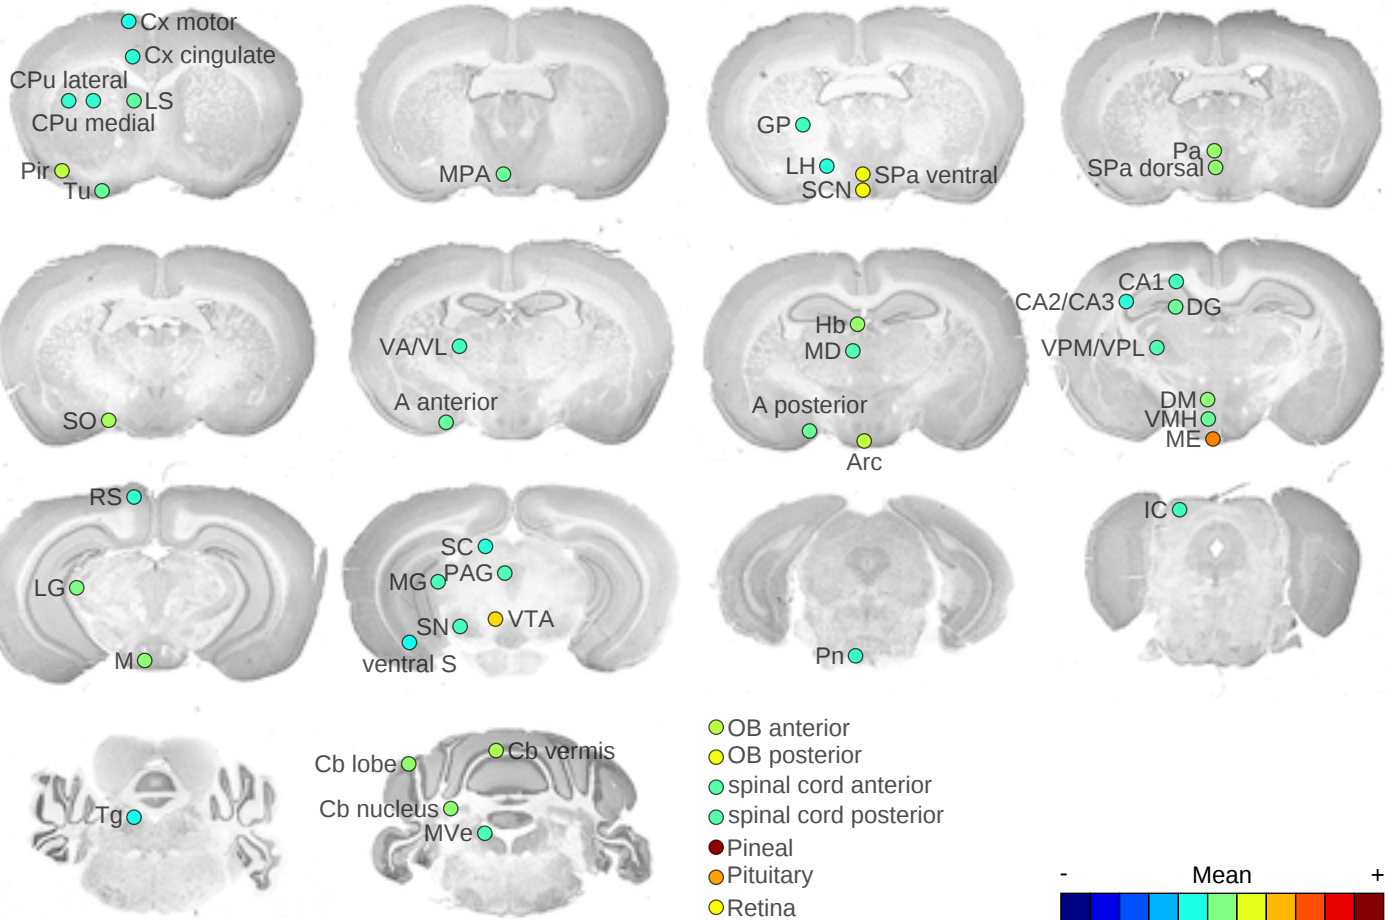 Cx motor
Cx cingulate
CPu lateral
LS
CPu medial
Pir
Tu
MPA
GP
LH
SPa ventral
SCN
Pa
SPa dorsal
SO
VA/VL
A anterior
Hb
MD
A posterior
Arc
CA1
CA2/CA3
DG
VPM/VPL
DM
VMH
ME
RS
LG
M
SC
MG
PAG
SN
VTA
ventral S
Pn
IC
Tg
Cb lobe
Cb vermis
Cb nucleus
MVe
OB anterior
OB posterior
spinal cord anterior
spinal cord posterior
Pineal
Pituitary
Retina
- Mean +